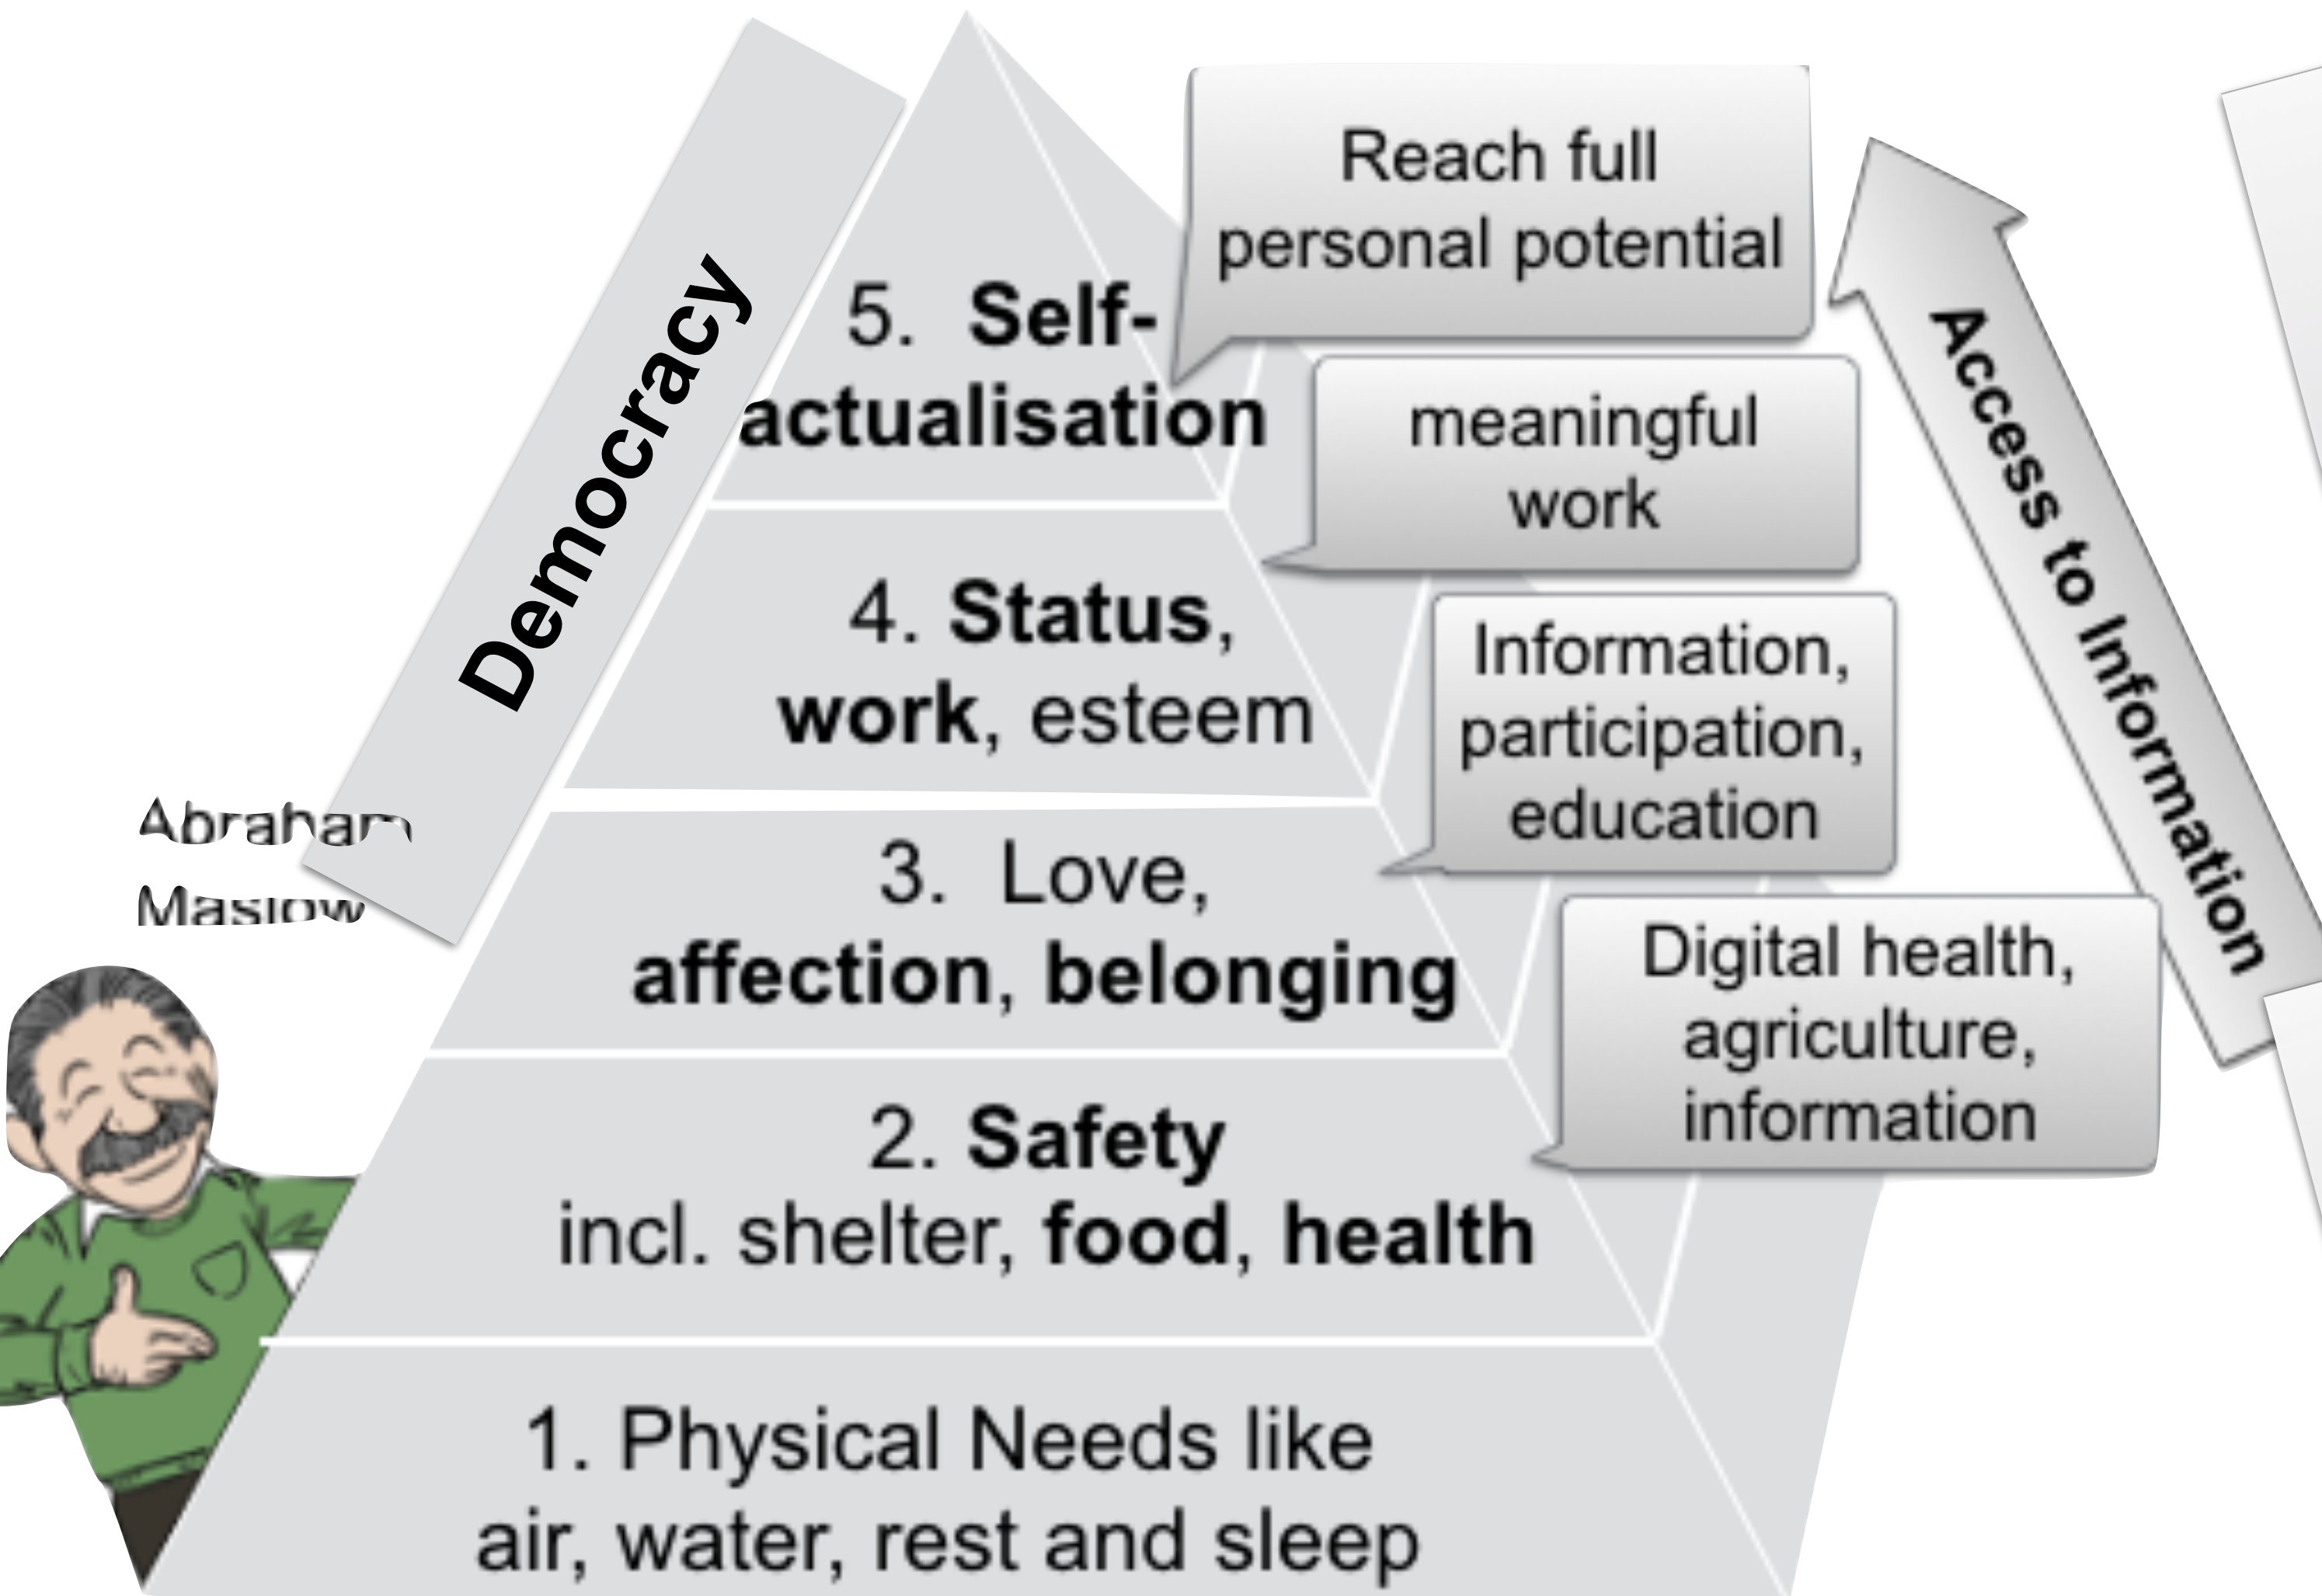 Democracy
Reach full
personal potential
5. Self-
actualisation
meaningful
work
4. Status,
work, esteem
Information,
participation,
education
Access to Information
Abraham
Maslow
3. Love,
affection, belonging
Digital health,
agriculture,
information
2. Safety
incl. shelter, food, health
1. Physical Needs like
air, water, rest and sleep